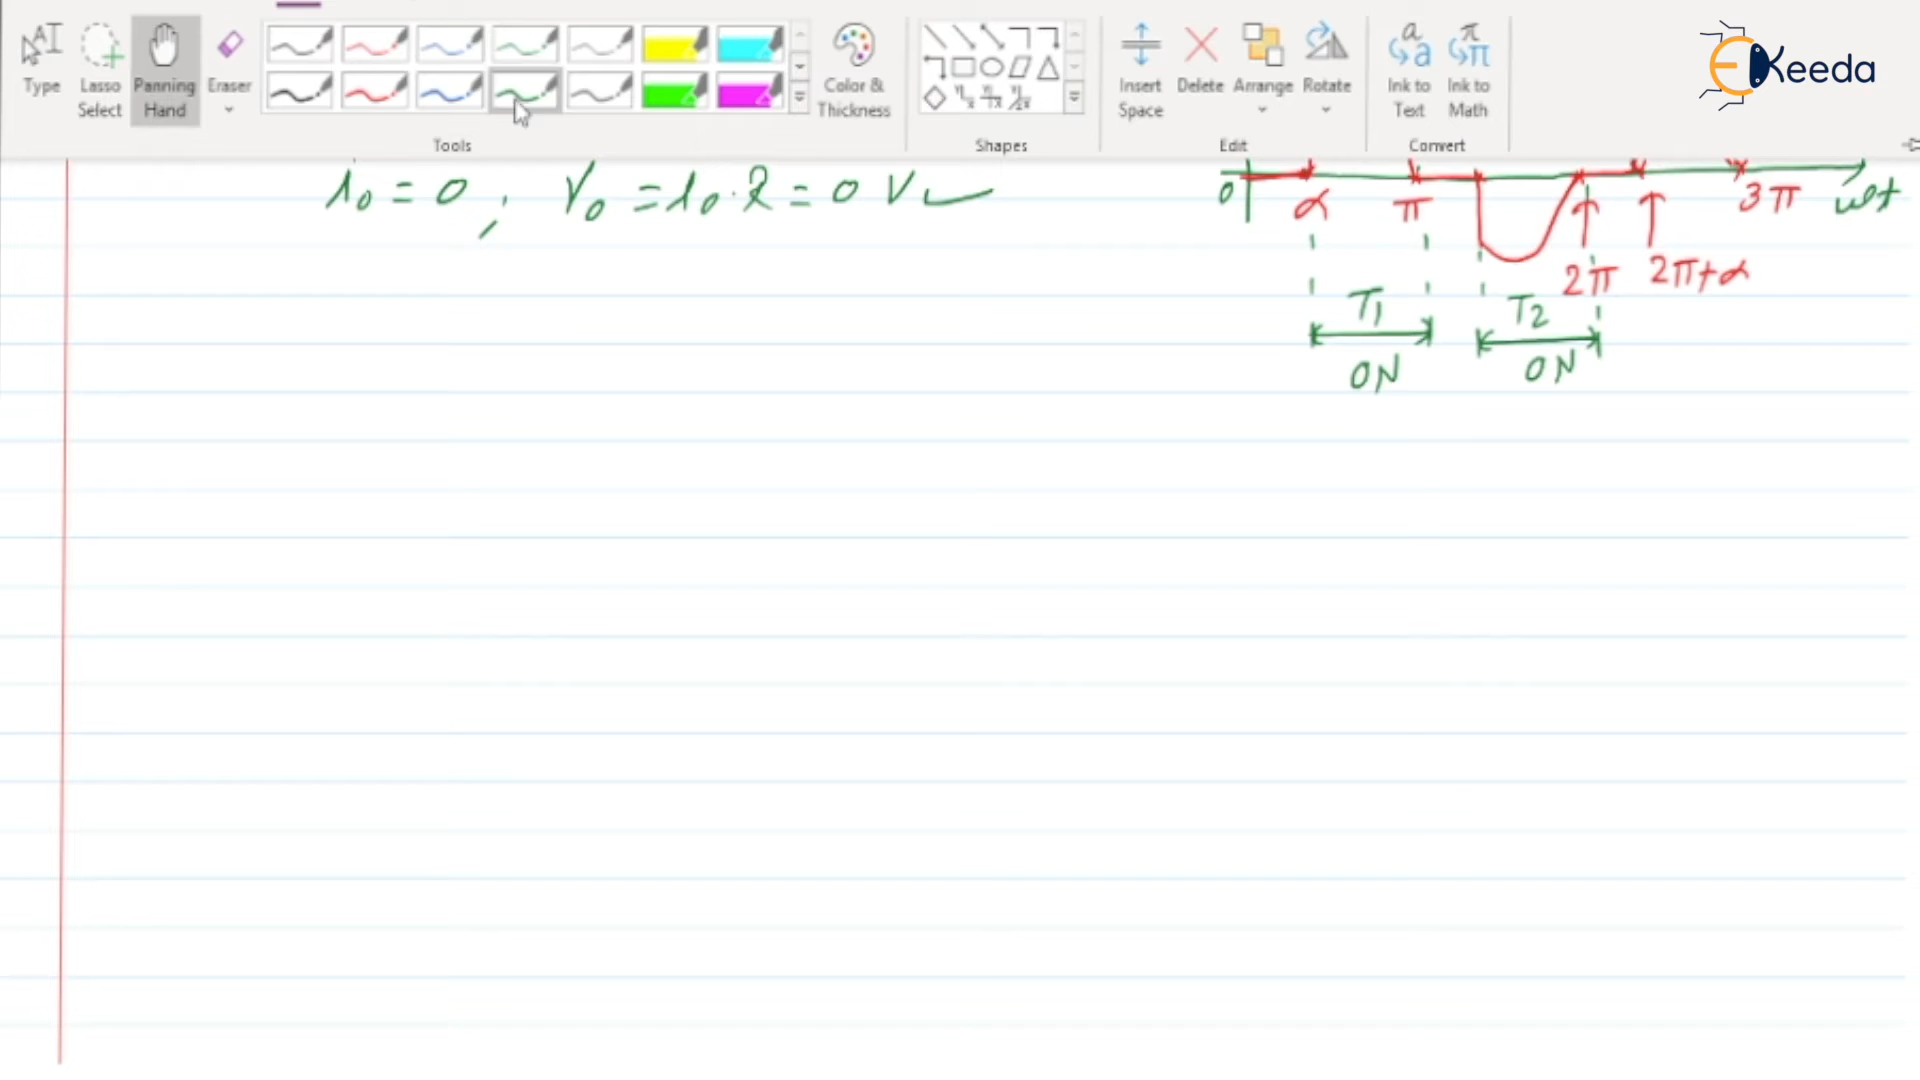 Type
Lasso Select
Panning Hand
Eraser
Color & Thickness
Insert Space
Delete
Arrange
Rotate
Ink to Text
Ink to Math
Keeda
Tools
Shapes
Edit
Convert
i0 = 0 ; V0 = i0 · R = 0 V
0 α π 3π ωt
2π 2π+α
T1 T2
ON ON